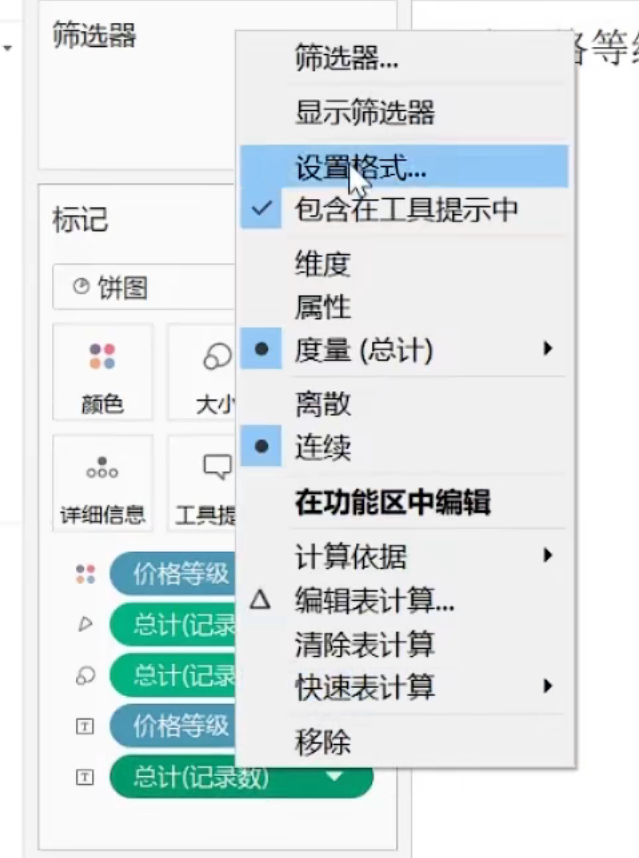 筛选器
格等级
筛选器...
显示筛选器
设置格式...
包含在工具提示中
标记
维度
饼图
属性
度量 (总计)
颜色
大小
离散
连续
在功能区中编辑
详细信息
工具提
计算依据
价格等级
编辑表计算...
总计(记录
清除表计算
总计(记录
快速表计算
价格等级
移除
总计(记录数)